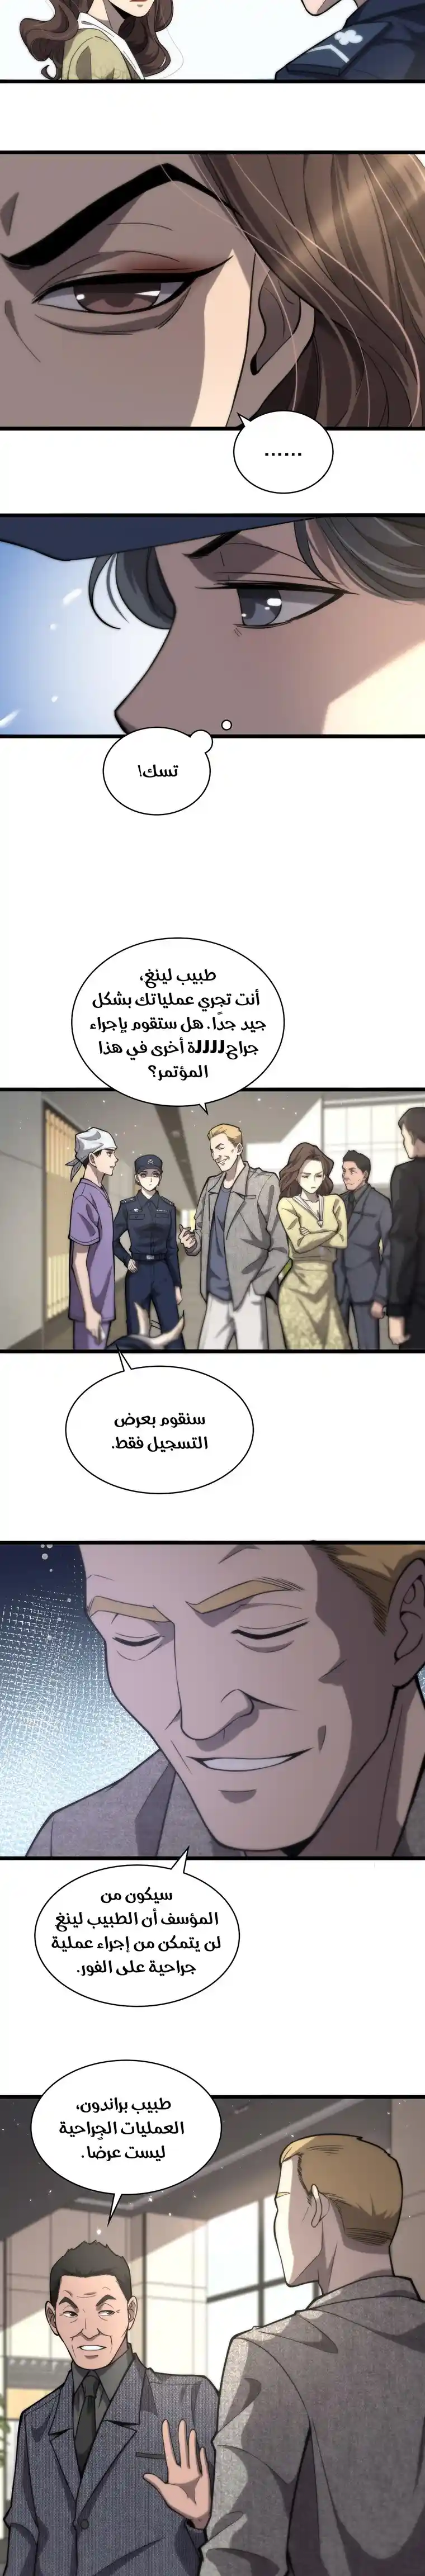 ......
تسك!
طبيب لينغ،
أنت تجري عملياتك بشكل
جيد جدًا. هل ستقوم بإجراء
جراحJJJJة أخرى في هذا
المؤتمر؟
سنقوم بعرض
التسجيل فقط.
سيكون من
المؤسف أن الطبيب لينغ
لن يتمكن من إجراء عملية
جراحية على الفور.
طبيب براندون،
العمليات الجراحية
ليست عرضًا.